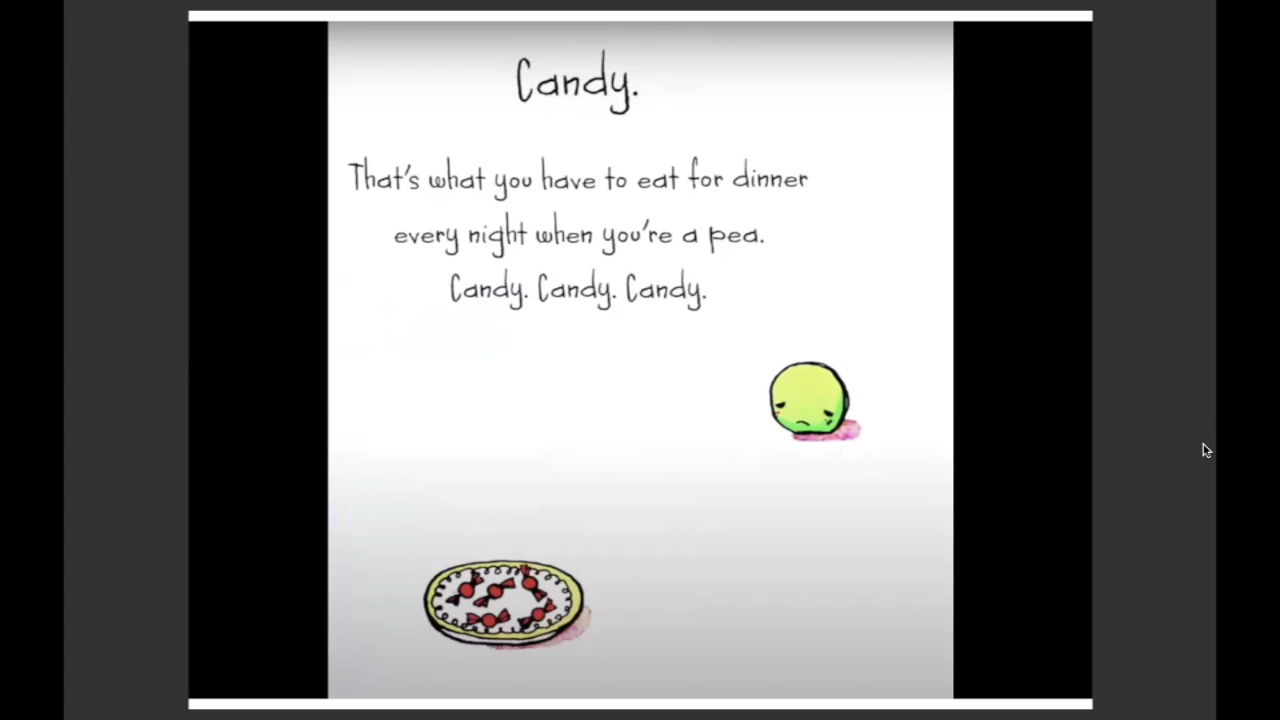 Candy.
That's what you have to eat for dinner
every night when you're a pea.
Candy. Candy. Candy.